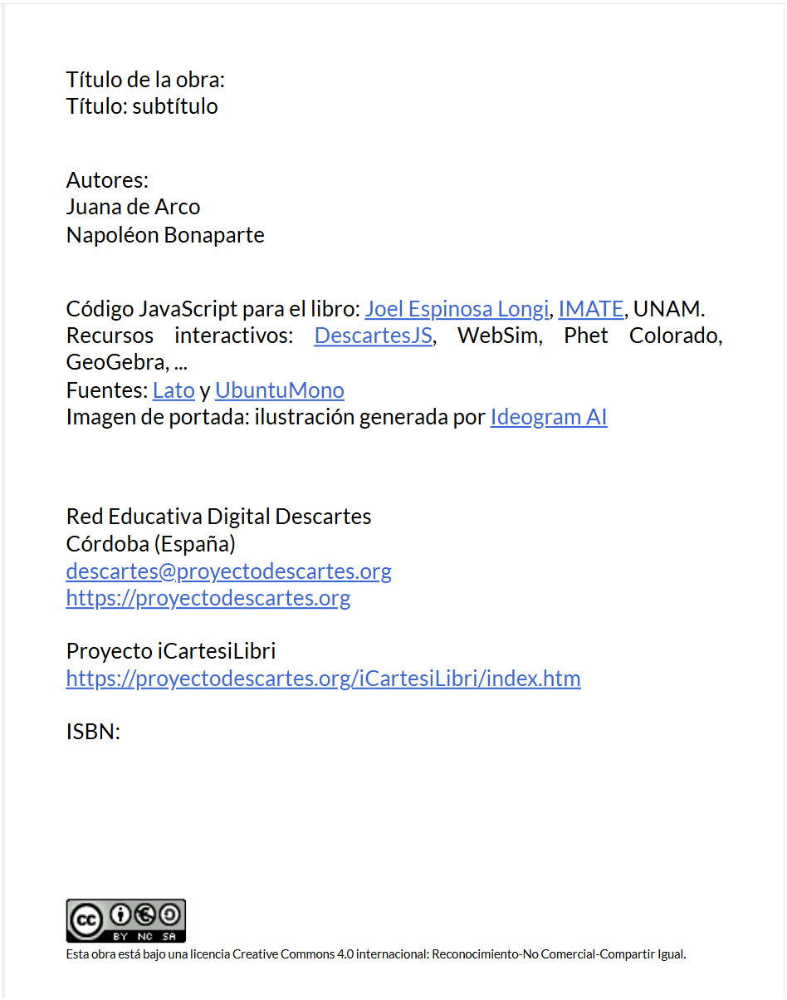 Título de la obra:
Título: subtítulo
Autores:
Juana de Arco
Napoléon Bonaparte
Código JavaScript para el libro: Joel Espinosa Longi, IMATE, UNAM.
Recursos interactivos: DescartesJS, WebSim, Phet Colorado,
GeoGebra, ...
Fuentes: Lato y UbuntuMono
Imagen de portada: ilustración generada por Ideogram AI
Red Educativa Digital Descartes
Córdoba (España)
descartes@proyectodescartes.org
https://proyectodescartes.org
Proyecto iCartesiLibri
https://proyectodescartes.org/iCartesiLibri/index.htm
ISBN:
cc
BY NC SA
Esta obra está bajo una licencia Creative Commons 4.0 internacional: Reconocimiento-No Comercial-Compartir Igual.